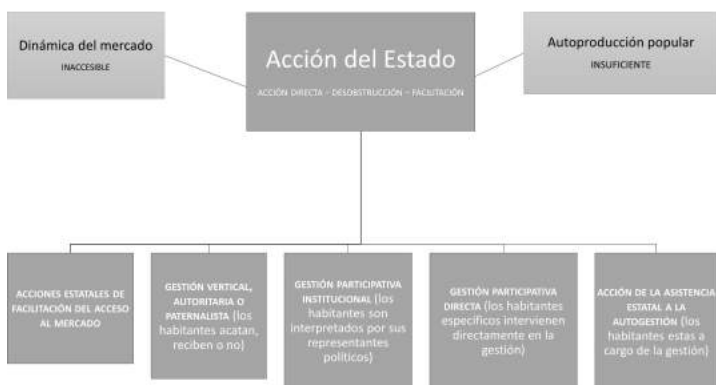 Dinámica del mercado
INACCESIBLE
Acción del Estado
ACCIÓN DIRECTA - DESOBSTRUCCIÓN - FACILITACIÓN
Autoproducción popular
INSUFICIENTE
ACCIONES ESTATALES DE
FACILITACIÓN DEL ACCESO
AL MERCADO
GESTIÓN VERTICAL,
AUTORITARIA O
PATERNALISTA (los
habitantes acatan,
reciben o no)
GESTIÓN PARTICIPATIVA
INSTITUCIONAL (los
habitantes son
interpretados por sus
representantes
políticos)
GESTIÓN PARTICIPATIVA
DIRECTA (los habitantes
específicos intervienen
directamente en la
gestión)
ACCIÓN DE LA ASISTENCIA
ESTATAL A LA
AUTOGESTIÓN (los
habitantes estas a
cargo de la gestión)